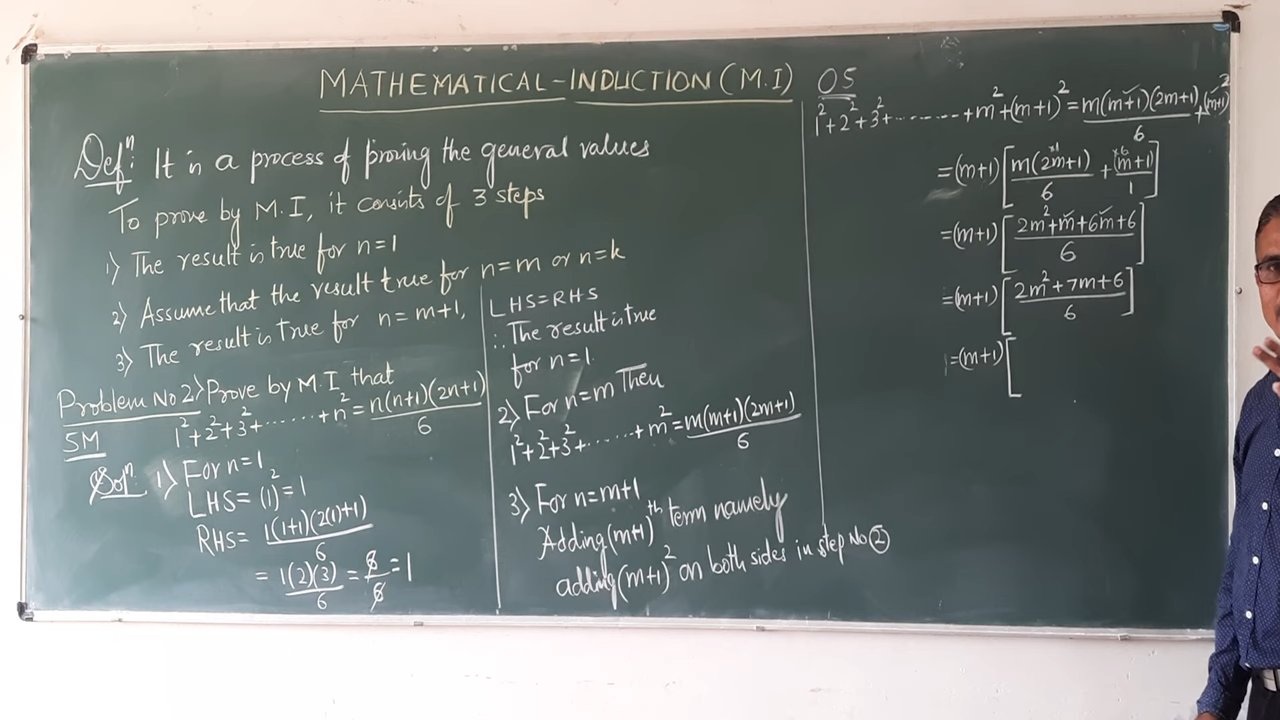 MATHEMATICAL-INDUCTION (M.I)
Defⁿ: It is a process of proving the general values
To prove by M.I, it consists of 3 steps
1) The result is true for n=1
2) Assume that the result true for n=m or n=k
3) The result is true for n=m+1,
Problem No 2) Prove by M.I that
5M 1²+2²+3²+.......+n²=n(n+1)(2n+1)/6
Solⁿ: 1) For n=1
LHS=(1)²=1
RHS= 1(1+1)(2(1)+1)/6
= 1(2)(3)/6 = 6/6 = 1
LHS=RHS
∴ The result is true
for n=1.
2) For n=m Then
1²+2²+3²+.......+m²=m(m+1)(2m+1)/6
3) For n=m+1
Adding (m+1)ᵗʰ term namely
adding (m+1)² on both sides in step No ②
05
1²+2²+3²+.........+m²+(m+1)²=m(m+1)(2m+1)/6+(m+1)²
=(m+1)[m(2m+1)/6 ×1 + (m+1)/1 ×6]
=(m+1)[2m²+m+6m+6/6]
=(m+1)[2m²+7m+6/6]
=(m+1)[